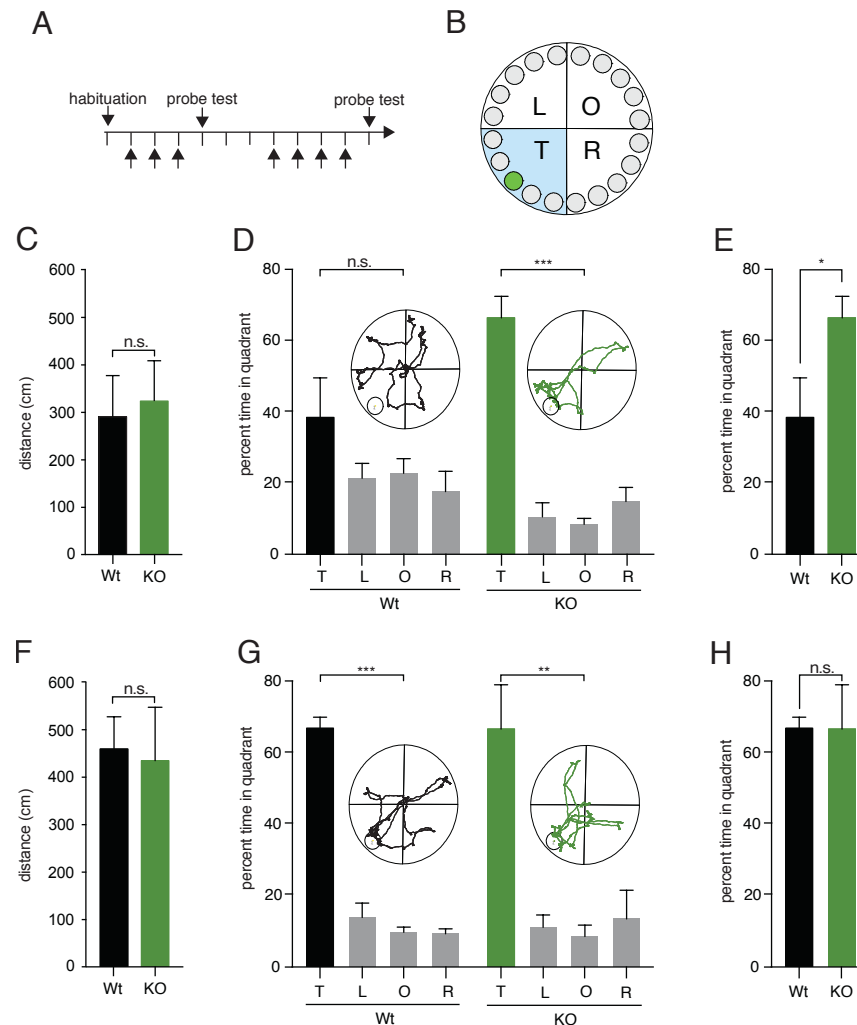 A
habituation probe test probe test
B
L O
T R
C
600
500
400
300
200
100
0
distance (cm)
n.s.
Wt KO
D
80
60
40
20
0
percent time in quadrant
n.s. ***
T L O R T L O R
Wt KO
E
80
60
40
20
0
percent time in quadrant
*
Wt KO
F
600
500
400
300
200
100
0
distance (cm)
n.s.
Wt KO
G
80
60
40
20
0
percent time in quadrant
*** **
T L O R T L O R
Wt KO
H
80
60
40
20
0
percent time in quadrant
n.s.
Wt KO